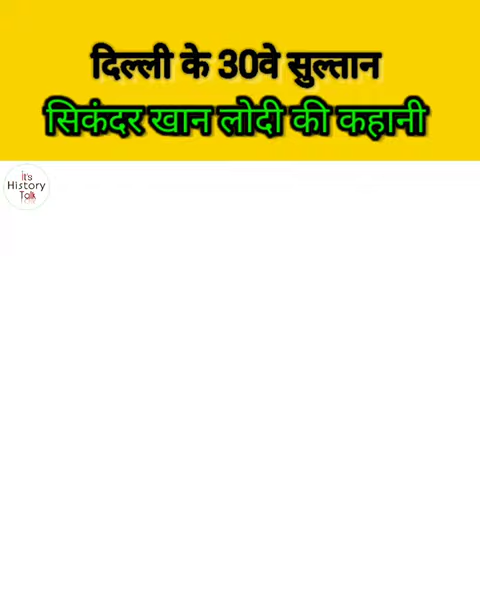 दिल्ली के 30वे सुल्तान
सिकंदर खान लोदी की कहानी
It's
History
Talk